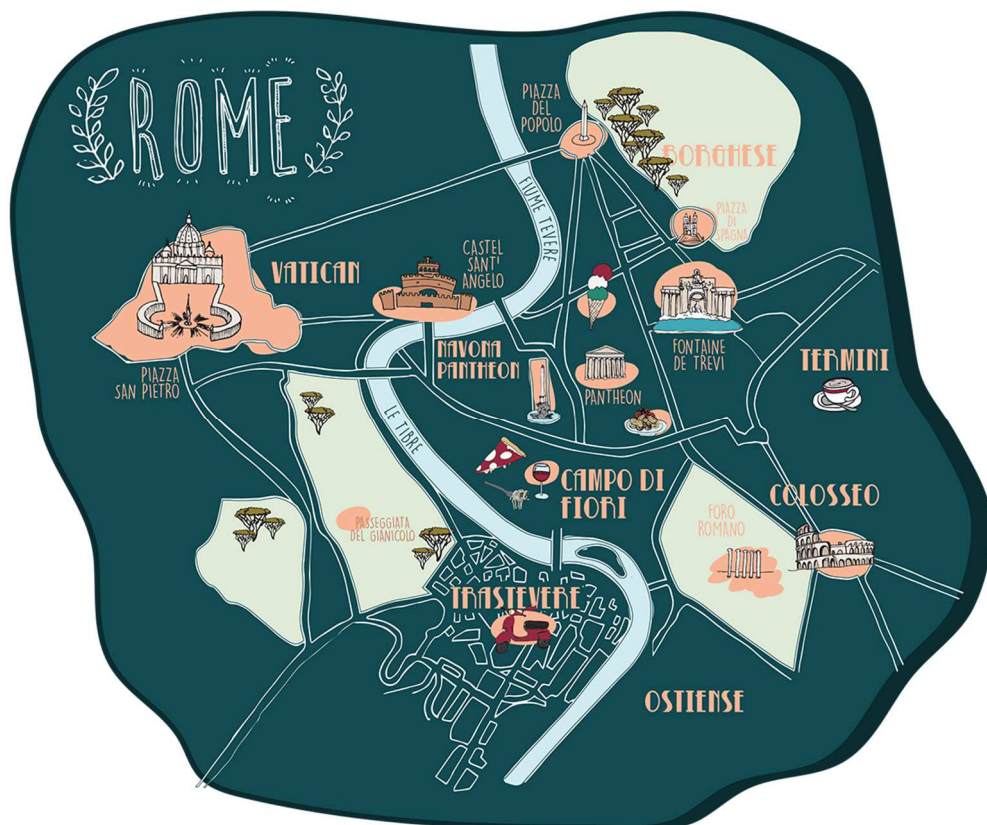 ROME
PIAZZA
DEL
POPOLO
BORGHESE
PIAZZA
DI
SPAGNA
FIUME TEVERE
CASTEL
SANT'
ANGELO
VATICAN
PIAZZA
SAN PIETRO
NAVONA
PANTHEON
PANTHEON
FONTAINE
DE TREVI
TERMINI
LE TIBRE
CAMPO DI
FIORI
COLOSSEO
FORO
ROMANO
PASSEGGIATA
DEL GIANICOLO
TRASTEVERE
OSTIENSE